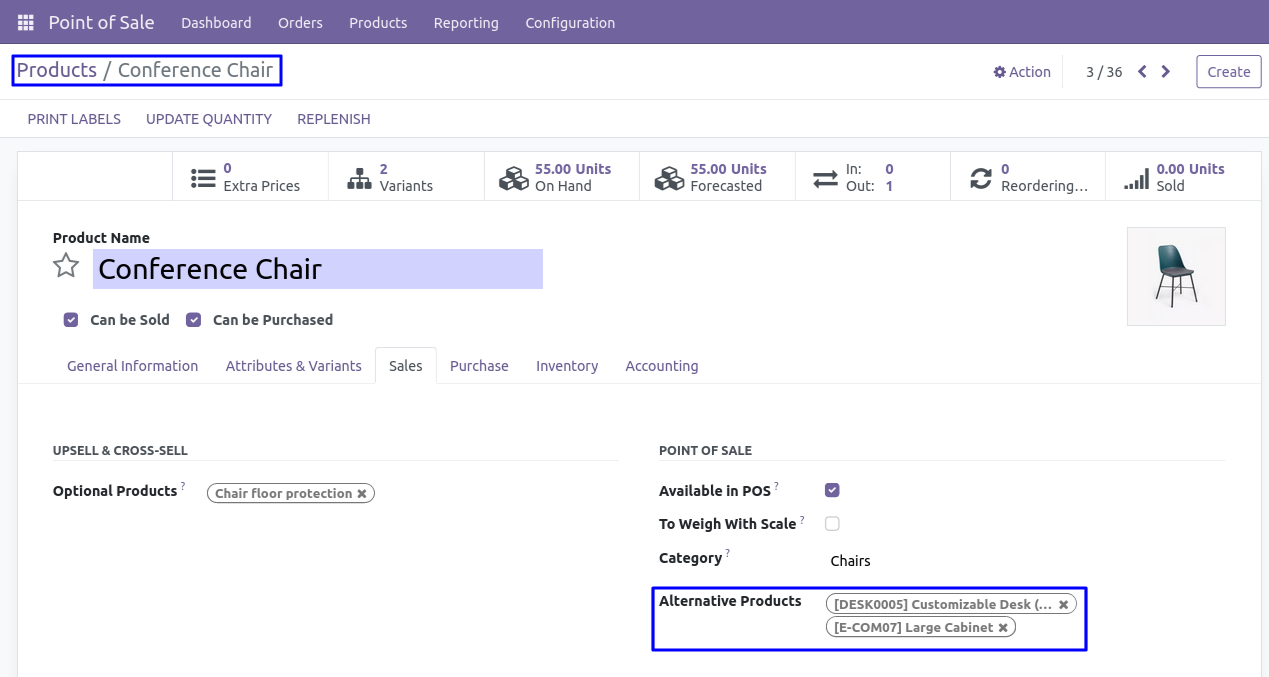 Point of Sale Dashboard Orders Products Reporting Configuration
Products / Conference Chair Action 3 / 36 Create
PRINT LABELS UPDATE QUANTITY REPLENISH
0 Extra Prices
2 Variants
55.00 Units On Hand
55.00 Units Forecasted
In: 0
Out: 1
0 Reordering...
0.00 Units Sold
Product Name
Conference Chair
Can be Sold Can be Purchased
General Information Attributes & Variants Sales Purchase Inventory Accounting
UPSELL & CROSS-SELL
Optional Products ? Chair floor protection ✖
POINT OF SALE
Available in POS ?
To Weigh With Scale ?
Category ? Chairs
Alternative Products [DESK0005] Customizable Desk (... ✖
[E-COM07] Large Cabinet ✖